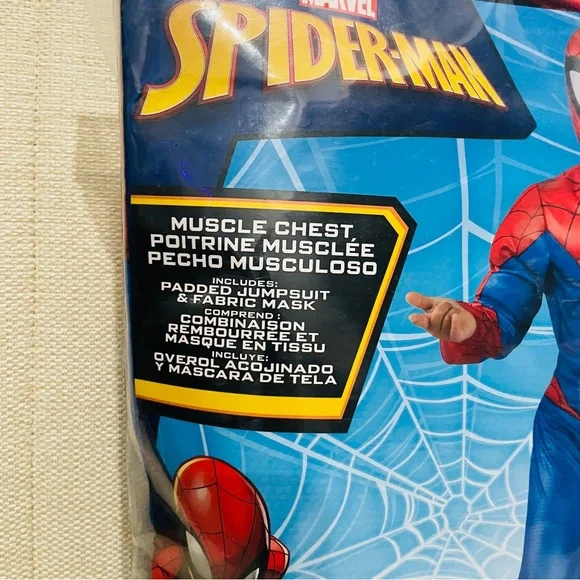 MARVEL
SPIDER-MAN
MUSCLE CHEST
POITRINE MUSCLÉE
PECHO MUSCULOSO
INCLUDES:
PADDED JUMPSUIT
& FABRIC MASK
COMPREND :
COMBINAISON
REMBOURRÉE ET
MASQUE EN TISSU
INCLUYE:
OVEROL ACOJINADO
Y MÁSCARA DE TELA